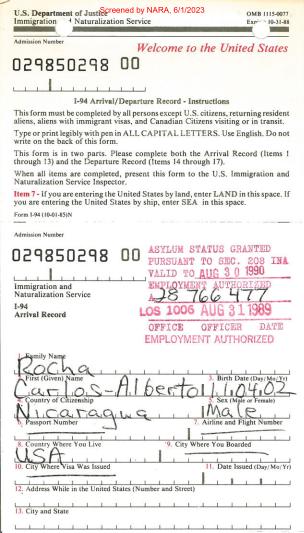 Screened by NARA, 6/1/2023
U.S. Department of Justice OMB 1115-0077
Immigration and Naturalization Service Expires 10-31-88
Admission Number Welcome to the United States
029850298 00
I-94 Arrival/Departure Record - Instructions
This form must be completed by all persons except U.S. citizens, returning resident
aliens, aliens with immigrant visas, and Canadian Citizens visiting or in transit.
Type or print legibly with pen in ALL CAPITAL LETTERS. Use English. Do not
write on the back of this form.
This form is in two parts. Please complete both the Arrival Record (Items 1
through 13) and the Departure Record (Items 14 through 17).
When all items are completed, present this form to the U.S. Immigration and
Naturalization Service Inspector.
Item 7 - If you are entering the United States by land, enter LAND in this space. If
you are entering the United States by ship, enter SEA in this space.
Form I-94 (10-01-85)N
Admission Number
029850298 00
ASYLUM STATUS GRANTED
PURSUANT TO SEC. 208 INA
VALID TO AUG 30 1990
EMPLOYMENT AUTHORIZED
A28 766 477
LOS 1006 AUG 31 1989
OFFICE OFFICER DATE
EMPLOYMENT AUTHORIZED
Immigration and
Naturalization Service
I-94
Arrival Record
1. Family Name
Rocha
2. First (Given) Name 3. Birth Date (Day/Mo/Yr)
Carlos-Alberto
4. Country of Citizenship 5. Sex (Male or Female)
Nicaragua Male
6. Passport Number 7. Airline and Flight Number
8. Country Where You Live 9. City Where You Boarded
USA
10. City Where Visa Was Issued 11. Date Issued (Day/Mo/Yr)
12. Address While in the United States (Number and Street)
13. City and State